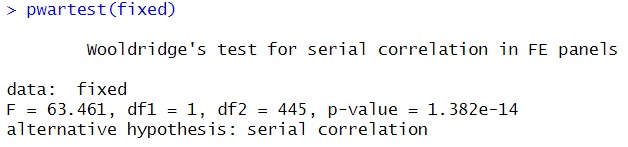 > pwartest(fixed)
Wooldridge's test for serial correlation in FE panels
data:  fixed
F = 63.461, df1 = 1, df2 = 445, p-value = 1.382e-14
alternative hypothesis: serial correlation